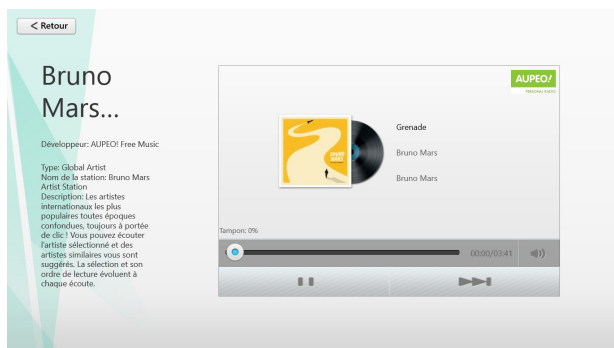 < Retour
Bruno
Mars...
Développeur: AUPEO! Free Music
Type: Global Artist
Nom de la station: Bruno Mars
Artist Station
Description: Les artistes
internationaux les plus
populaires toutes époques
confondues, toujours à portée
de clic ! Vous pouvez écouter
l'artiste sélectionné et des
artistes similaires vous sont
suggérés. La sélection et son
ordre de lecture évoluent à
chaque écoute.
AUPEO!
PERSONAL RADIO
BRUNO
MARS
Grenade
Bruno Mars
Bruno Mars
Tampon: 0%
00:00/03:41